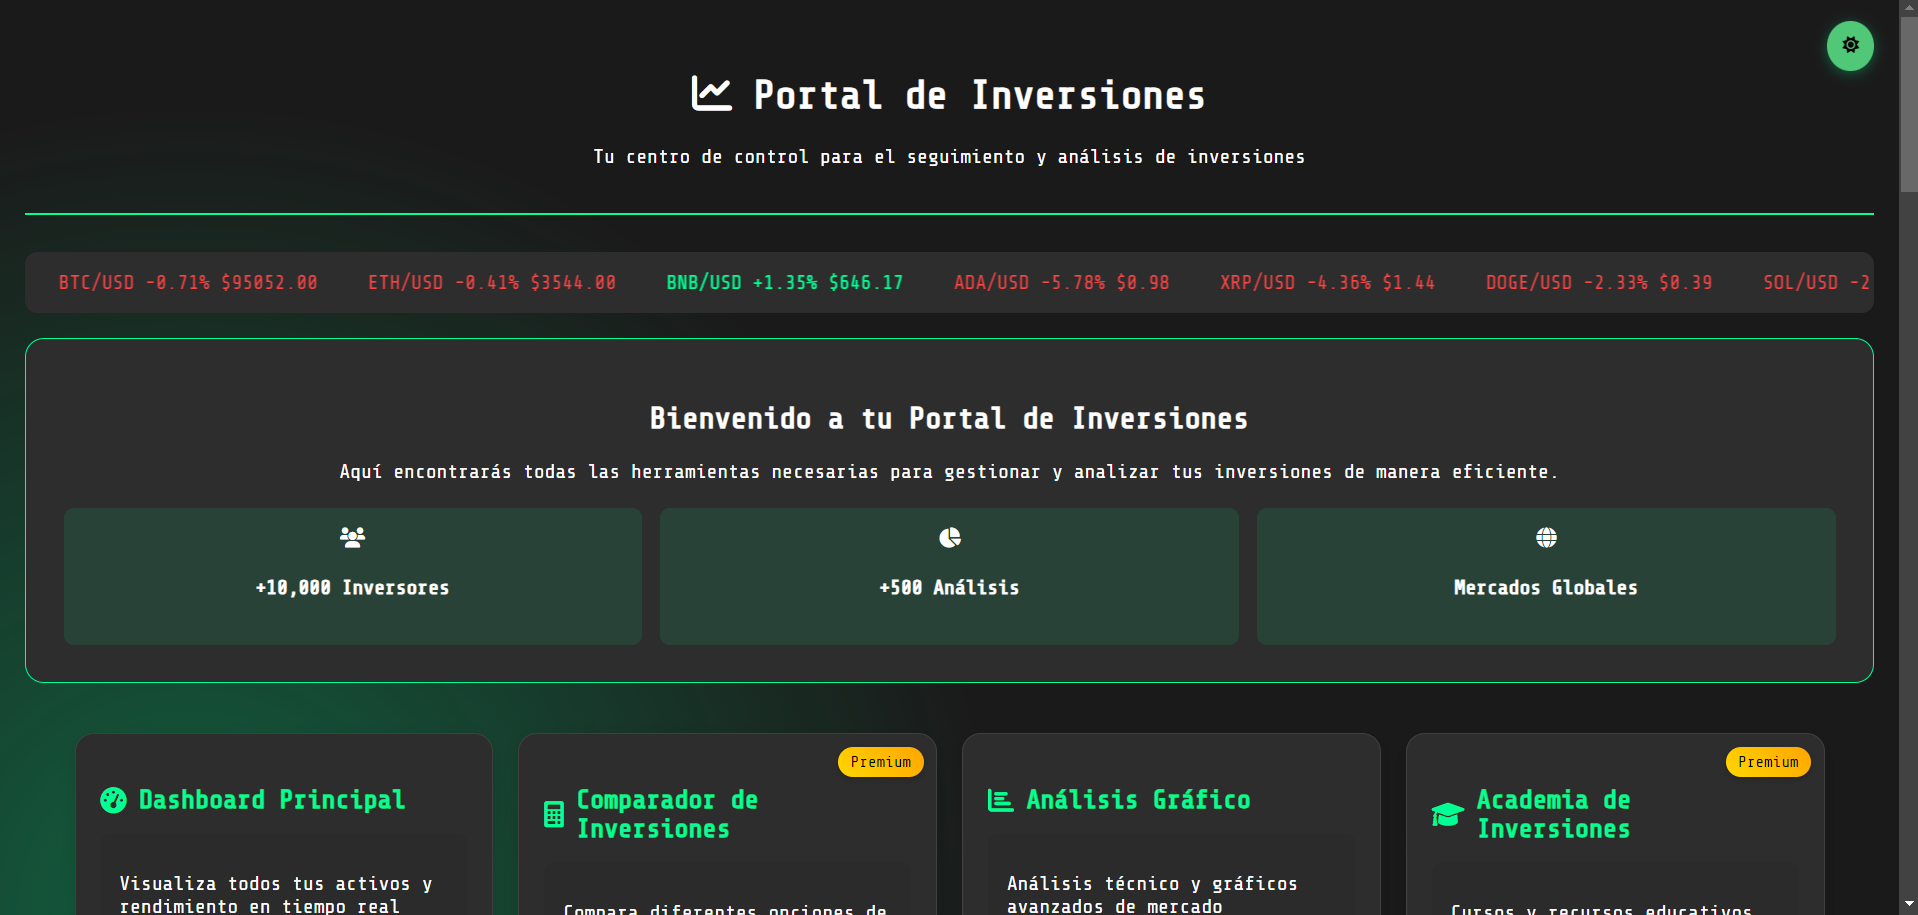 Portal de Inversiones
Tu centro de control para el seguimiento y análisis de inversiones
BTC/USD -0.71% $95052.00 ETH/USD -0.41% $3544.00 BNB/USD +1.35% $646.17 ADA/USD -5.78% $0.98 XRP/USD -4.36% $1.44 DOGE/USD -2.33% $0.39 SOL/USD -2
Bienvenido a tu Portal de Inversiones
Aquí encontrarás todas las herramientas necesarias para gestionar y analizar tus inversiones de manera eficiente.
+10,000 Inversores
+500 Análisis
Mercados Globales
Dashboard Principal
Visualiza todos tus activos y
rendimiento en tiempo real
Premium
Comparador de
Inversiones
Compara diferentes opciones de
Análisis Gráfico
Análisis técnico y gráficos
avanzados de mercado
Premium
Academia de
Inversiones
Cursos y recursos educativos